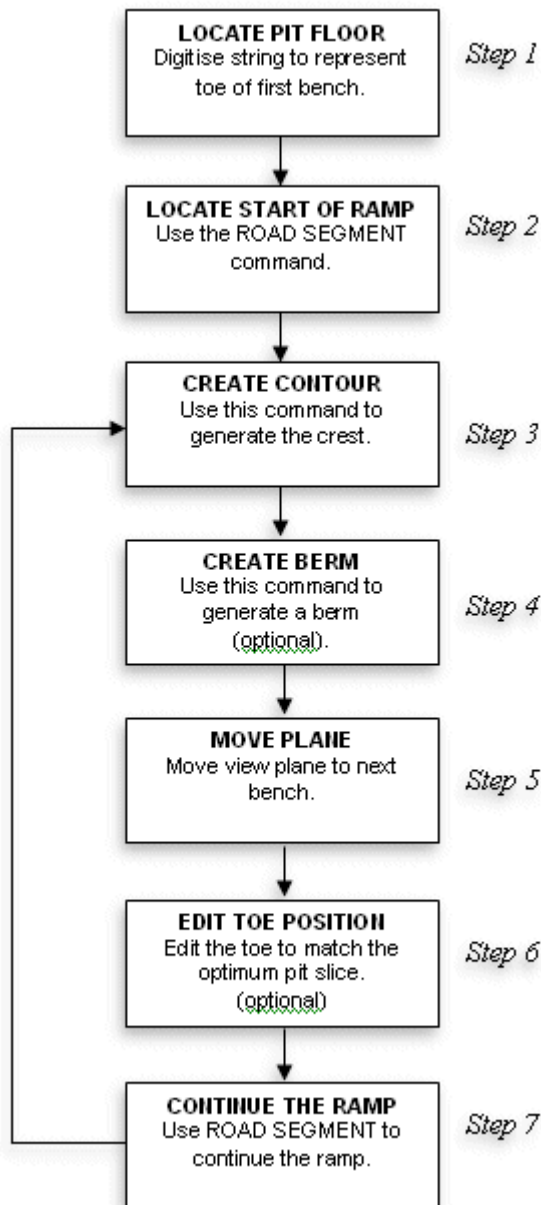 LOCATE PIT FLOOR
Step 1
Digitise string to represent
toe of first bench.
LOCATE START OF RAMP
Step 2
Use the ROAD SEGMENT
command.
CREATE CONTOUR
Use this command to
generate the crest.
Step 3
CREATE BERM
Use this command to
generate a berm
Step 4
(optional).
MOVE PLANE
Move view plane to next
bench.
Step 5
EDIT TOE POSITION
Edit the toe to match the
optimum pit slice.
Step 6
(optional)
CONTINUE THE RAMP
Use ROAD SEGMENT to
Step 7
continue the ramp.